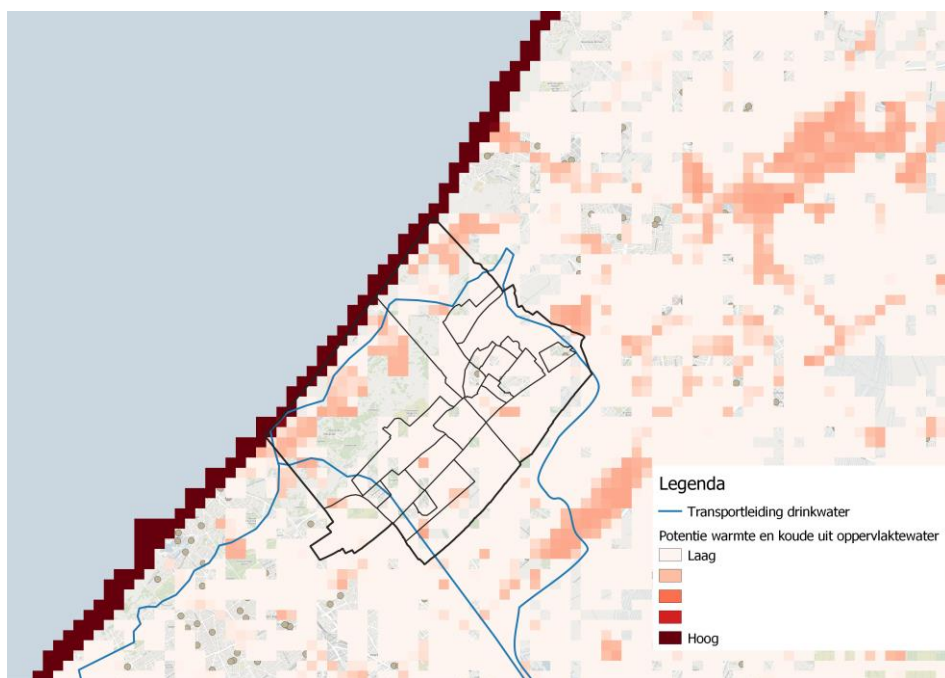 Legenda
Transportleiding drinkwater
Potentie warmte en koude uit oppervlaktewater
Laag
Hoog